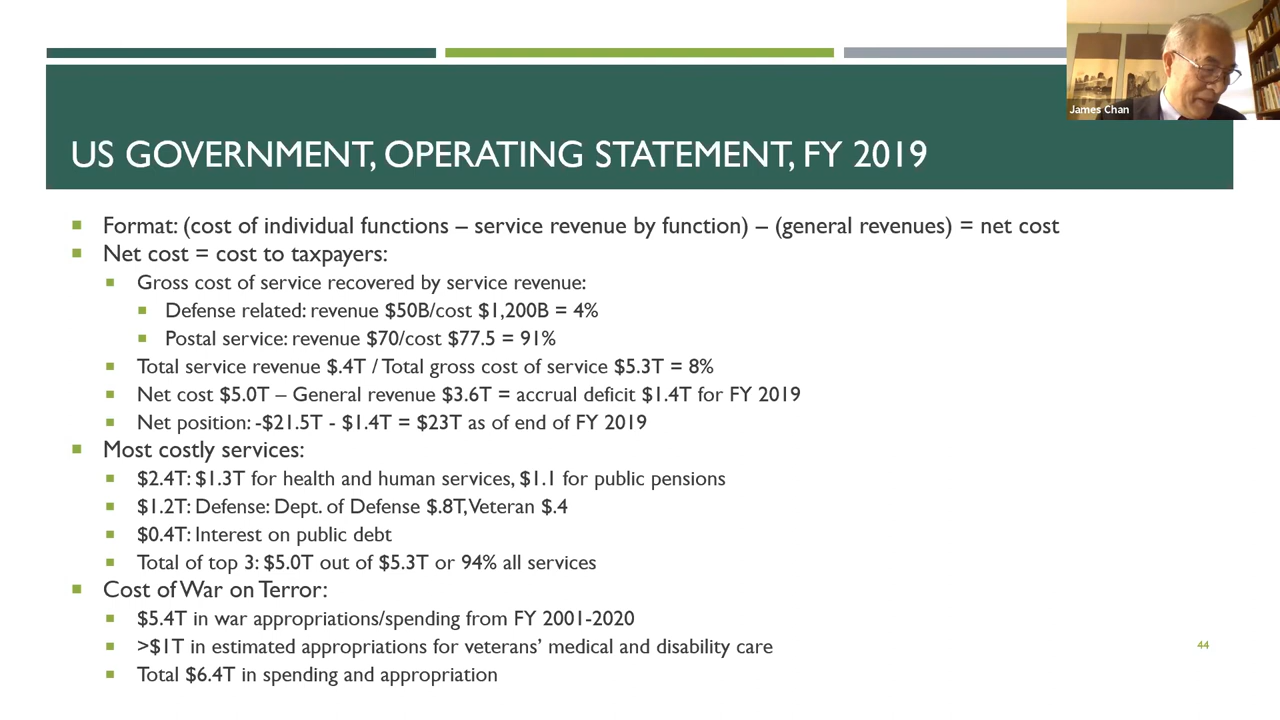 James Chan
US GOVERNMENT, OPERATING STATEMENT, FY 2019
Format: (cost of individual functions – service revenue by function) – (general revenues) = net cost
Net cost = cost to taxpayers:
Gross cost of service recovered by service revenue:
Defense related: revenue $50B/cost $1,200B = 4%
Postal service: revenue $70/cost $77.5 = 91%
Total service revenue $.4T / Total gross cost of service $5.3T = 8%
Net cost $5.0T – General revenue $3.6T = accrual deficit $1.4T for FY 2019
Net position: -$21.5T - $1.4T = $23T as of end of FY 2019
Most costly services:
$2.4T: $1.3T for health and human services, $1.1 for public pensions
$1.2T: Defense: Dept. of Defense $.8T, Veteran $.4
$0.4T: Interest on public debt
Total of top 3: $5.0T out of $5.3T or 94% all services
Cost of War on Terror:
$5.4T in war appropriations/spending from FY 2001-2020
>$1T in estimated appropriations for veterans’ medical and disability care
Total $6.4T in spending and appropriation
44